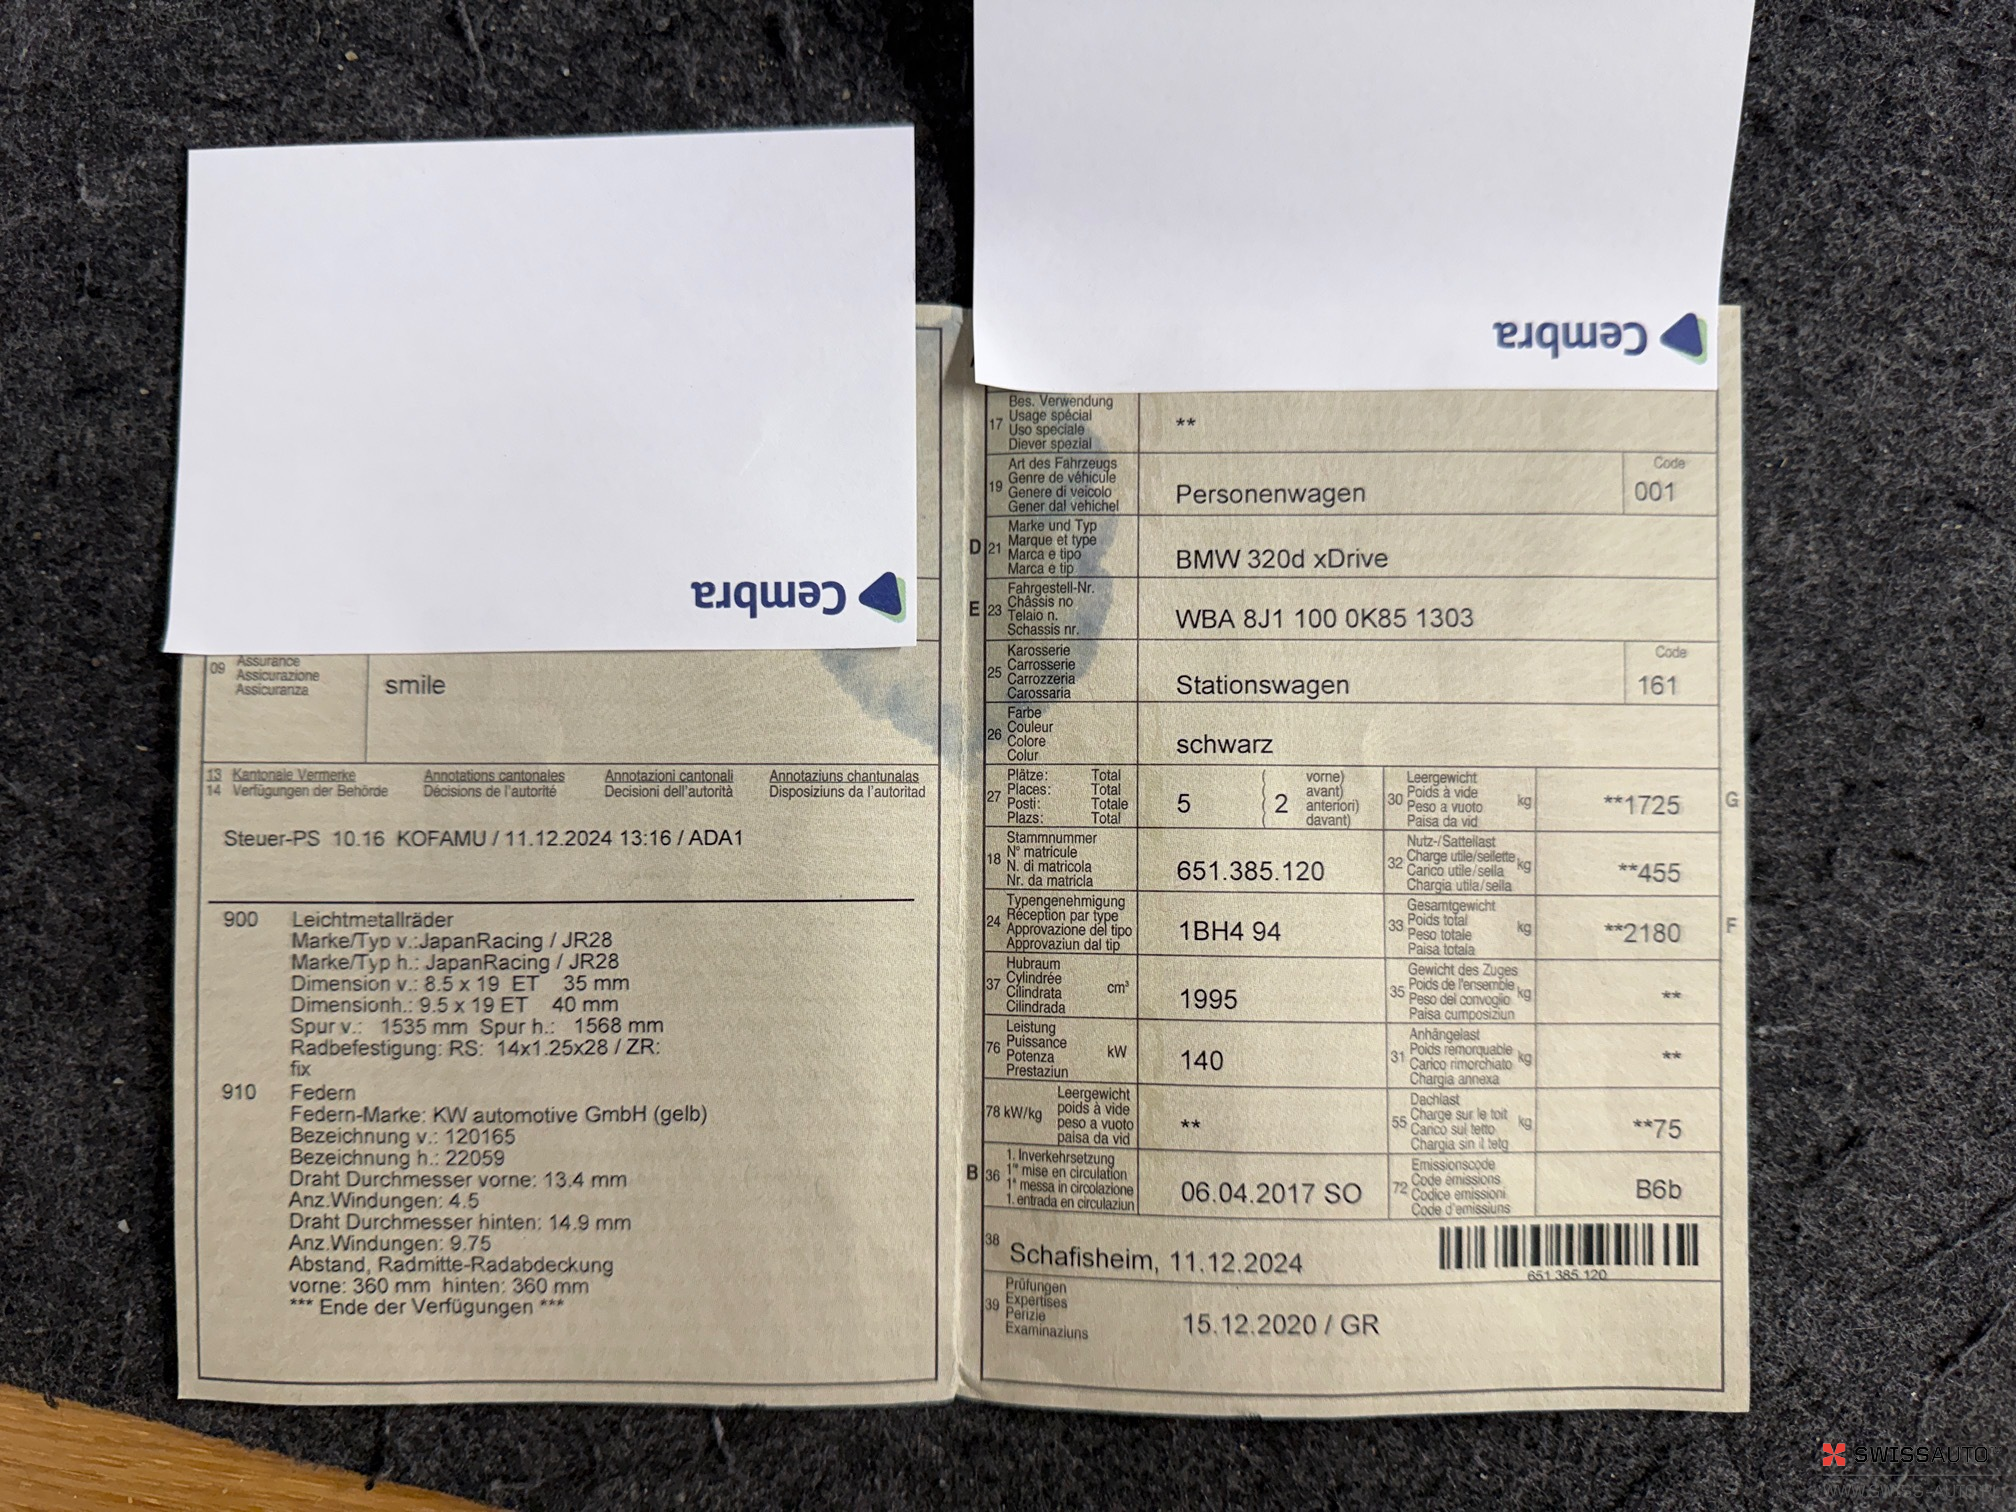 Cembra
Cembra
09 Assurance
Assicurazione
Assicuranza
smile
13 Kantonale Vermerke Annotations cantonales Annotazioni cantonali Annotaziuns chantunalas
14 Verfügungen der Behörde Décisions de l'autorité Decisioni dell'autorità Disposiziuns da l'autoritad
Steuer-PS 10.16 KOFAMU / 11.12.2024 13:16 / ADA1
900 Leichtmetallräder
Marke/Typ v.:JapanRacing / JR28
Marke/Typ h.: JapanRacing / JR28
Dimension v.: 8.5 x 19 ET 35 mm
Dimensionh.: 9.5 x 19 ET 40 mm
Spur v.: 1535 mm Spur h.: 1568 mm
Radbefestigung: RS: 14x1.25x28 / ZR:
fix
910 Federn
Federn-Marke: KW automotive GmbH (gelb)
Bezeichnung v.: 120165
Bezeichnung h.: 22059
Draht Durchmesser vorne: 13.4 mm
Anz.Windungen: 4.5
Draht Durchmesser hinten: 14.9 mm
Anz.Windungen: 9.75
Abstand, Radmitte-Radabdeckung
vorne: 360 mm hinten: 360 mm
*** Ende der Verfügungen ***
17 Bes. Verwendung
Usage spécial
Uso speciale
Diever spezial
**
19 Art des Fahrzeugs
Genre de véhicule
Genere di veicolo
Gener dal vehichel
Personenwagen
Code
001
D 21 Marke und Typ
Marque et type
Marca e tipo
Marca e tip
BMW 320d xDrive
E 23 Fahrgestell-Nr.
Châssis no
Telaio n.
Schassis nr.
WBA 8J1 100 0K85 1303
25 Karosserie
Carrosserie
Carrozzeria
Carossaria
Stationswagen
Code
161
26 Farbe
Couleur
Colore
Colur
schwarz
27 Plätze: Total
Places: Total
Posti: Totale
Plazs: Total
5
2
vorne)
avant)
anteriori)
davant)
30 Leergewicht
Poids à vide
Peso a vuoto
Paisa da vid
kg
**1725
G
18 Stammnummer
N° matricule
N. di matricola
Nr. da matricla
651.385.120
32 Nutz-/Sattellast
Charge utile/sellette
Carico utile/sella
Chargia utila/sella
kg
**455
24 Typengenehmigung
Réception par type
Approvazione del tipo
Approvaziun dal tip
1BH4 94
33 Gesamtgewicht
Poids total
Peso totale
Paisa totala
kg
**2180
F
37 Hubraum
Cylindrée
Cilindrata
Cilindrada
cm³
1995
35 Gewicht des Zuges
Poids de l'ensemble
Peso del convoglio
Paisa cumposiziun
kg
**
76 Leistung
Puissance
Potenza
Prestaziun
kW
140
31 Anhängelast
Poids remorquable
Carico rimorchiato
Chargia annexa
kg
**
78 kW/kg Leergewicht
poids à vide
peso a vuoto
paisa da vid
**
55 Dachlast
Charge sur le toit
Carico sul tetto
Chargia sin il tetg
kg
**75
B 36 1. Inverkehrsetzung
1re mise en circulation
1a messa in circolazione
1. entrada en circulaziun
06.04.2017 SO
72 Emissionscode
Code émissions
Codice emissioni
Code d'emissiuns
B6b
38 Schafisheim, 11.12.2024
651 385 120
39 Prüfungen
Expertises
Perizie
Examinaziuns
15.12.2020 / GR
SWISSAUTO